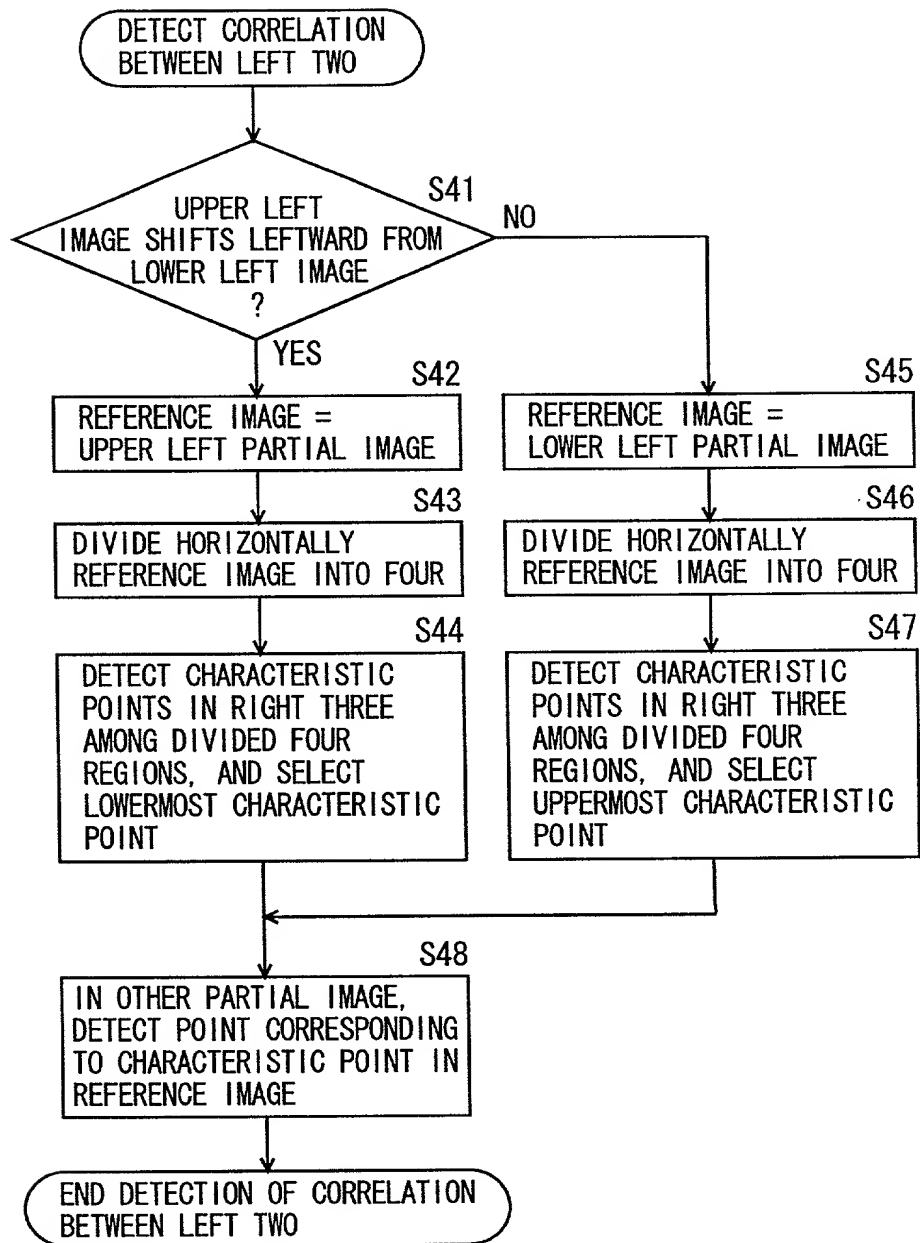 DETECT CORRELATION
BETWEEN LEFT TWO
S41
UPPER LEFT
IMAGE SHIFTS LEFTWARD FROM
LOWER LEFT IMAGE
?
NO
YES
S42
REFERENCE IMAGE =
UPPER LEFT PARTIAL IMAGE
S43
DIVIDE HORIZONTALLY
REFERENCE IMAGE INTO FOUR
S44
DETECT CHARACTERISTIC
POINTS IN RIGHT THREE
AMONG DIVIDED FOUR
REGIONS, AND SELECT
LOWERMOST CHARACTERISTIC
POINT
S45
REFERENCE IMAGE =
LOWER LEFT PARTIAL IMAGE
S46
DIVIDE HORIZONTALLY
REFERENCE IMAGE INTO FOUR
S47
DETECT CHARACTERISTIC
POINTS IN RIGHT THREE
AMONG DIVIDED FOUR
REGIONS, AND SELECT
UPPERMOST CHARACTERISTIC
POINT
S48
IN OTHER PARTIAL IMAGE,
DETECT POINT CORRESPONDING
TO CHARACTERISTIC POINT IN
REFERENCE IMAGE
END DETECTION OF CORRELATION
BETWEEN LEFT TWO